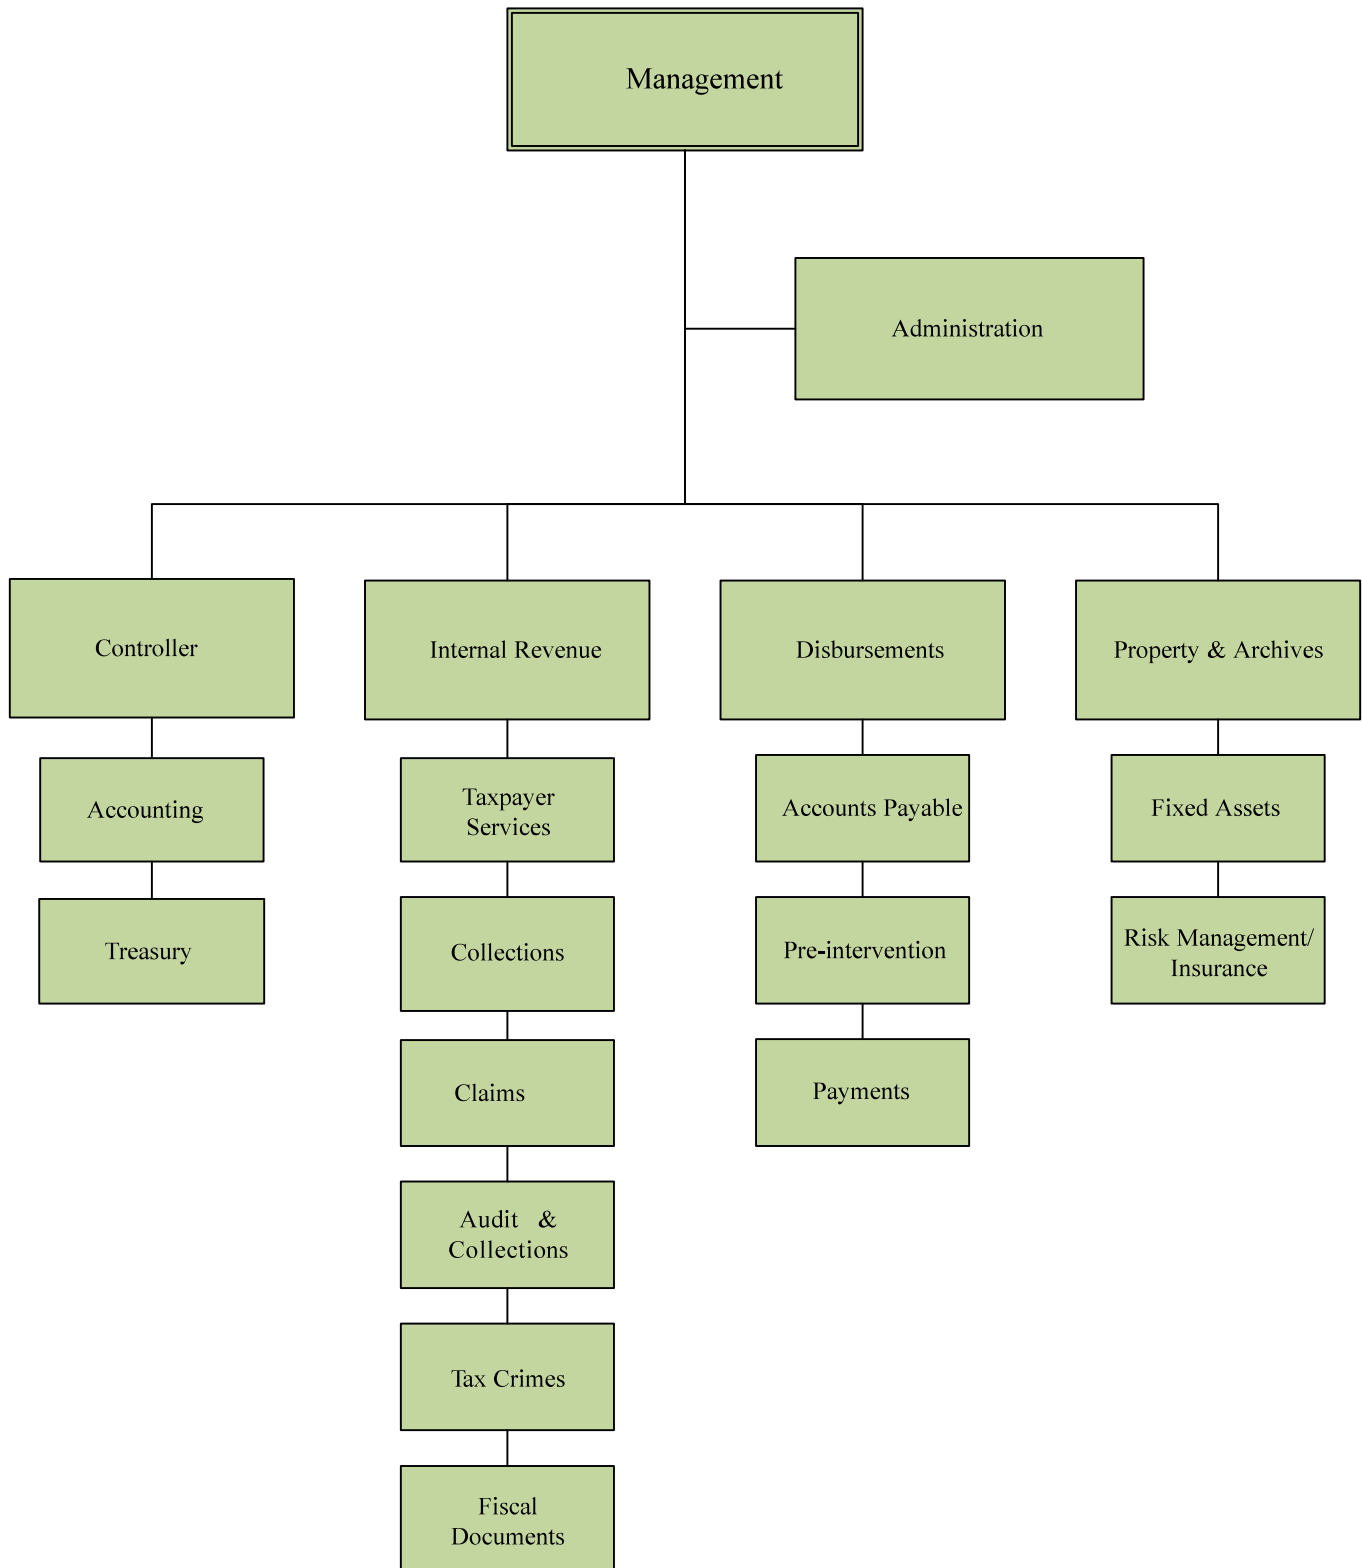 Management
Administration
Controller
Internal Revenue
Disbursements
Property & Archives
Accounting
Taxpayer
Services
Accounts Payable
Fixed Assets
Treasury
Collections
Pre-intervention
Risk Management/
Insurance
Claims
Payments
Audit &
Collections
Tax Crimes
Fiscal
Documents